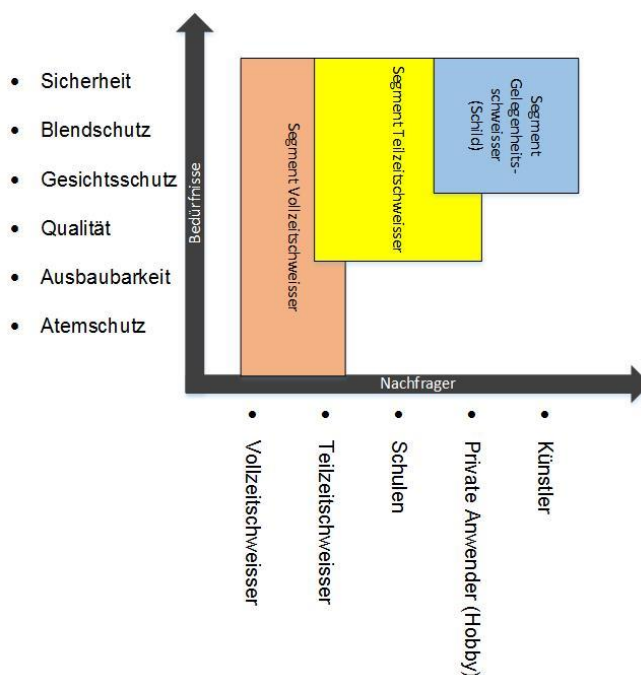 • Sicherheit
• Blendschutz
• Gesichtsschutz
• Qualität
• Ausbaubarkeit
• Atemschutz
Bedürfnisse
Segment Vollzeitschweisser
Segment Teilzeitschweisser
Segment
Gelegenheits-
schweisser
(Schild)
Nachfrager
• Vollzeitschweisser
• Teilzeitschweisser
• Schulen
• Private Anwender (Hobby)
• Künstler